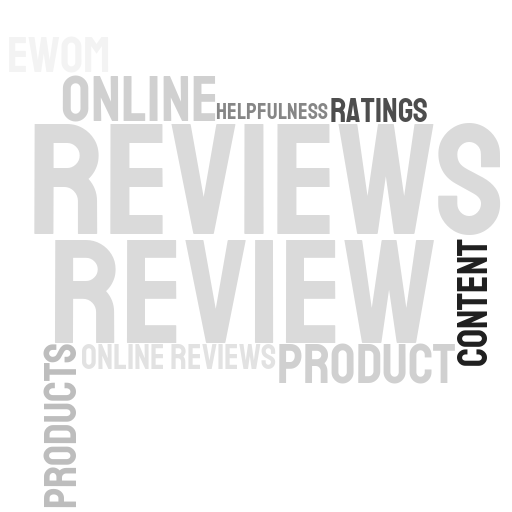 EWOM
ONLINE HELPFULNESS RATINGS
REVIEWS
REVIEW
CONTENT
ONLINE REVIEWS PRODUCT
PRODUCTS